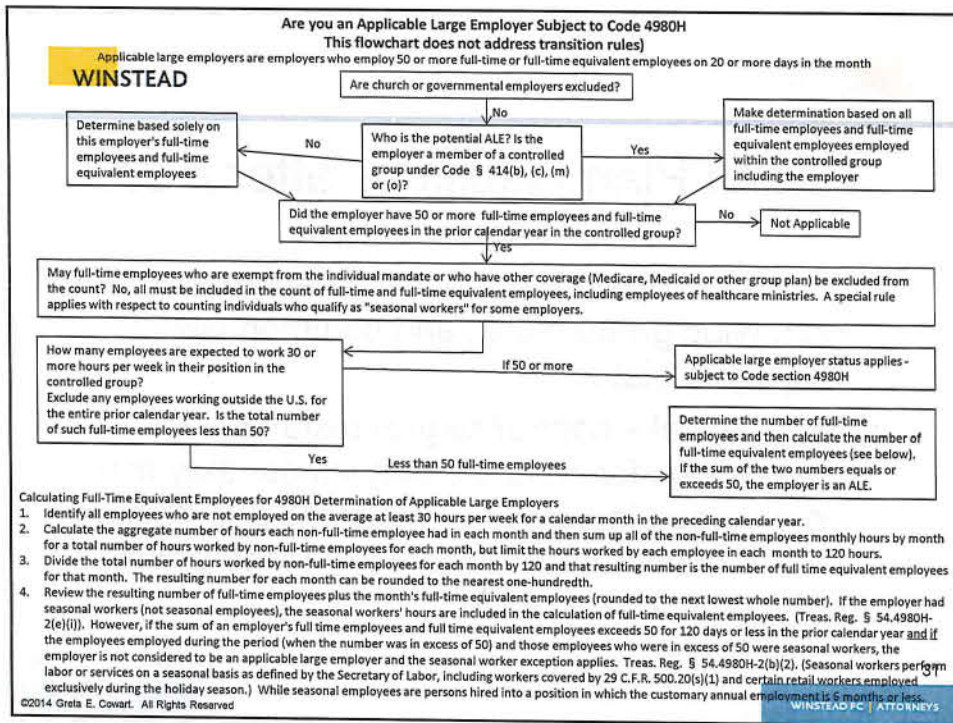 Are you an Applicable Large Employer Subject to Code 4980H
This flowchart does not address transition rules)
Applicable large employers are employers who employ 50 or more full-time or full-time equivalent employees on 20 or more days in the month
WINSTEAD
Are church or governmental employers excluded?
No
Determine based solely on
this employer's full-time
employees and full-time
equivalent employees
No
Who is the potential ALE? Is the
employer a member of a controlled
group under Code § 414(b), (c), (m)
or (o)?
Yes
Make determination based on all
full-time employees and full-time
equivalent employees employed
within the controlled group
including the employer
Did the employer have 50 or more full-time employees and full-time
equivalent employees in the prior calendar year in the controlled group?
No
Not Applicable
Yes
May full-time employees who are exempt from the individual mandate or who have other coverage (Medicare, Medicaid or other group plan) be excluded from
the count? No, all must be included in the count of full-time and full-time equivalent employees, including employees of healthcare ministries. A special rule
applies with respect to counting individuals who qualify as "seasonal workers" for some employers.
How many employees are expected to work 30 or
more hours per week in their position in the
controlled group?
Exclude any employees working outside the U.S. for
the entire prior calendar year. Is the total number
of such full-time employees less than 50?
If 50 or more
Applicable large employer status applies -
subject to Code section 4980H
Yes
Less than 50 full-time employees
Determine the number of full-time
employees and then calculate the number of
full-time equivalent employees (see below).
If the sum of the two numbers equals or
exceeds 50, the employer is an ALE.
Calculating Full-Time Equivalent Employees for 4980H Determination of Applicable Large Employers
1. Identify all employees who are not employed on the average at least 30 hours per week for a calendar month in the preceding calendar year.
2. Calculate the aggregate number of hours each non-full-time employee had in each month and then sum up all of the non-full-time employees monthly hours by month
for a total number of hours worked by non-full-time employees for each month, but limit the hours worked by each employee in each month to 120 hours.
3. Divide the total number of hours worked by non-full-time employees for each month by 120 and that resulting number is the number of full time equivalent employees
for that month. The resulting number for each month can be rounded to the nearest one-hundredth.
4. Review the resulting number of full-time employees plus the month's full-time equivalent employees (rounded to the next lowest whole number). If the employer had
seasonal workers (not seasonal employees), the seasonal workers' hours are included in the calculation of full-time equivalent employees. (Treas. Reg. § 54.4980H-
2(e)(i)). However, if the sum of an employer's full time employees and full time equivalent employees exceeds 50 for 120 days or less in the prior calendar year and if
the employees employed during the period (when the number was in excess of 50) and those employees who were in excess of 50 were seasonal workers, the
employer is not considered to be an applicable large employer and the seasonal worker exception applies. Treas. Reg. § 54.4980H-2(b)(2). (Seasonal workers perform
labor or services on a seasonal basis as defined by the Secretary of Labor, including workers covered by 29 C.F.R. 500.20(s)(1) and certain retail workers employed
exclusively during the holiday season.) While seasonal employees are persons hired into a position in which the customary annual employment is 6 months or less.
37
©2014 Greta E. Cowart. All Rights Reserved
WINSTEAD PC | ATTORNEYS